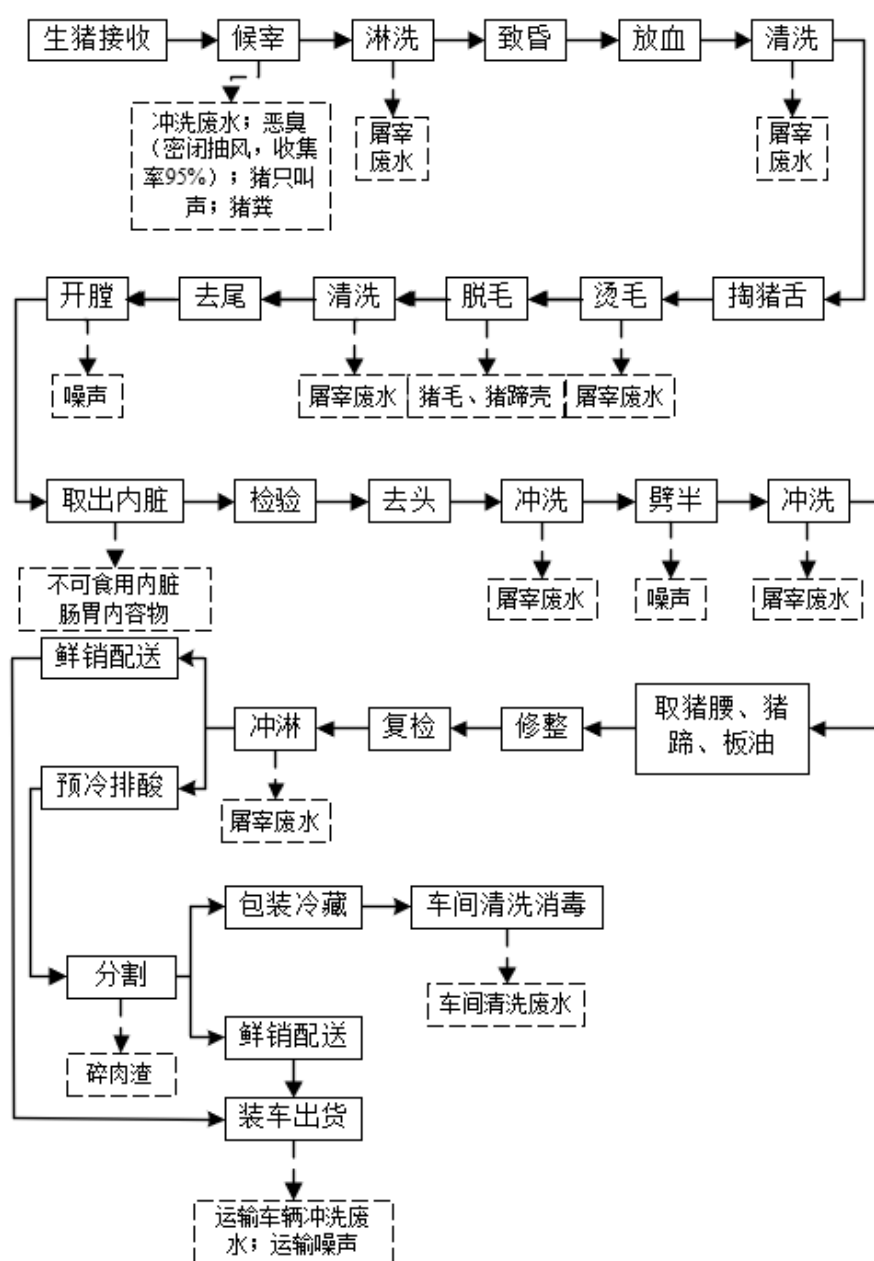 生猪接收
候宰
淋洗
致昏
放血
清洗
冲洗废水；恶臭
（密闭抽风，收集
率95%）；猪只叫
声；猪粪
屠宰
废水
屠宰
废水
开膛
去尾
清洗
脱毛
烫毛
掏猪舌
噪声
屠宰废水
猪毛、猪蹄壳
屠宰废水
取出内脏
检验
去头
冲洗
劈半
冲洗
不可食用内脏
肠胃内容物
屠宰废水
噪声
屠宰废水
鲜销配送
冲淋
复检
修整
取猪腰、猪
蹄、板油
预冷排酸
屠宰废水
包装冷藏
车间清洗消毒
分割
车间清洗废水
鲜销配送
碎肉渣
装车出货
运输车辆冲洗废
水；运输噪声